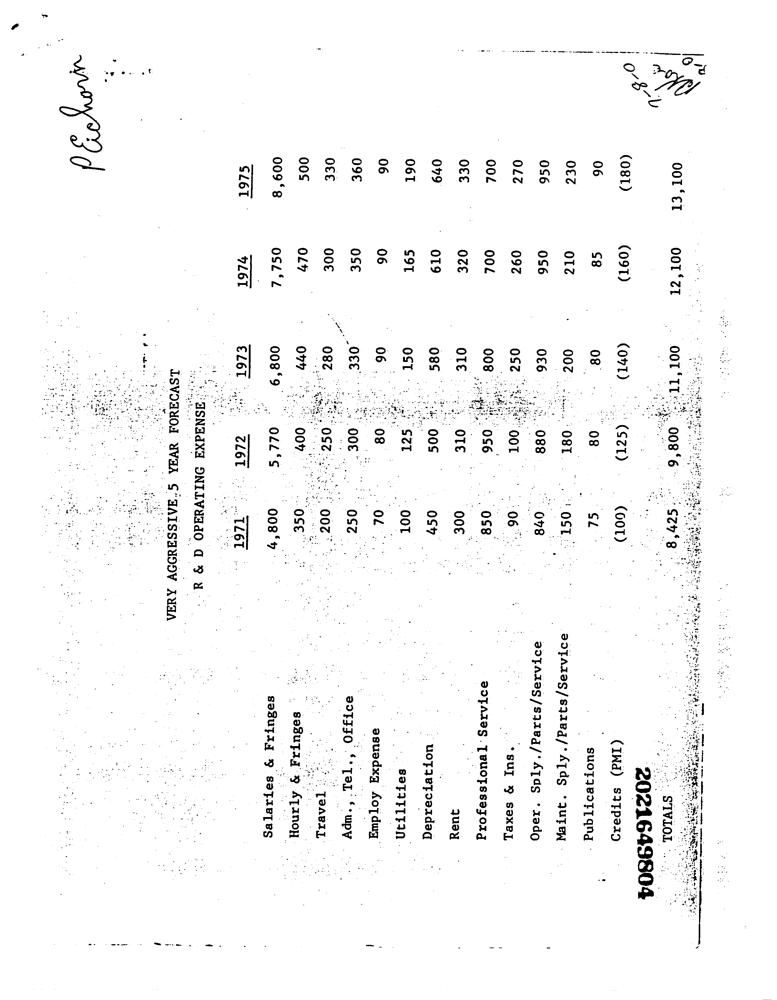 P Eichorn
VERY AGGRESSIVE 5 YEAR FORECAST
R & D OPERATING EXPENSE
1971 1972 1973 1974 1975
Salaries & Fringes 4,800 5,770 6,800 7,750 8,600
Hourly & Fringes 350 400 440 470 500
Travel 200 250 280 300 330
Adm., Tel., Office 250 300 330 350 360
Employ Expense 70 80 90 90 90
Utilities 100 125 150 165 190
Depreciation 450 500 580 610 640
Rent 300 310 310 320 330
Professional Service 850 950 800 700 700
Taxes & Ins. 90 100 250 260 270
Oper. Sply./Parts/Service 840 880 930 950 950
Maint. Sply./Parts/Service 150 180 200 210 230
Publications 75 80 80 85 90
Credits (PMI) (100) (125) (140) (160) (180)
TOTALS 8,425 9,800 11,100 12,100 13,100
2021649804